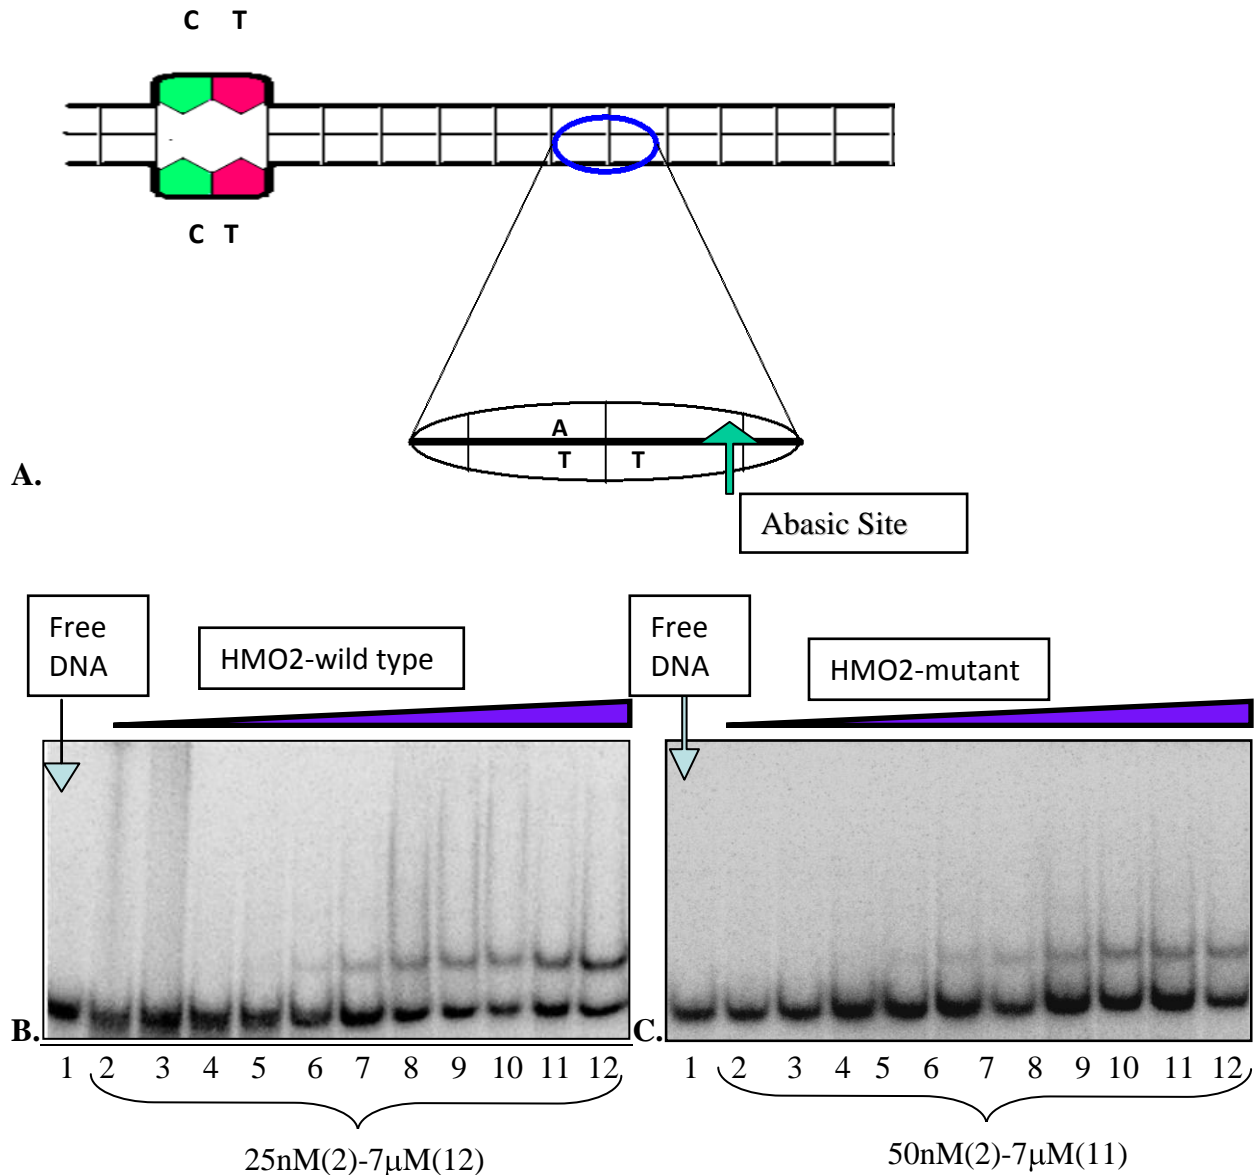 C T
C T
A
T T
A.
Abasic Site
Free
DNA
HMO2-wild type
Free
DNA
HMO2-mutant
B.
C.
1 2 3 4 5 6 7 8 9 10 11 12
1 2 3 4 5 6 7 8 9 10 11 12
25nM(2)-7μM(12)
50nM(2)-7μM(11)